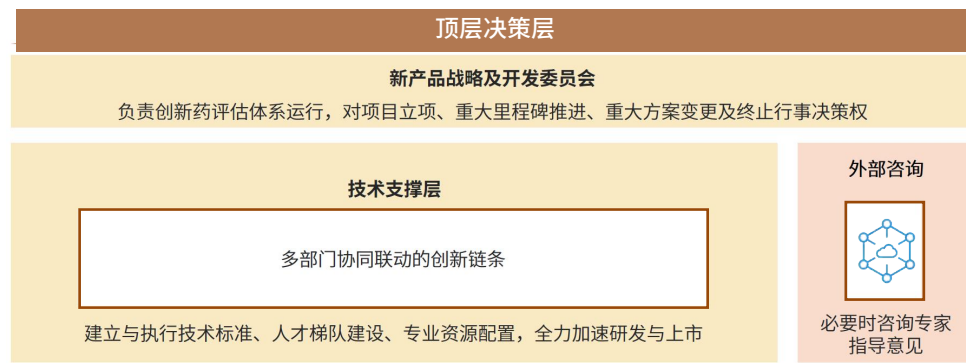 顶层决策层
新产品战略及开发委员会
负责创新药评估体系运行，对项目立项、重大里程碑推进、重大方案变更及终止行事决策权
技术支撑层
多部门协同联动的创新链条
建立与执行技术标准、人才梯队建设、专业资源配置，全力加速研发与上市
外部咨询
必要时咨询专家
指导意见